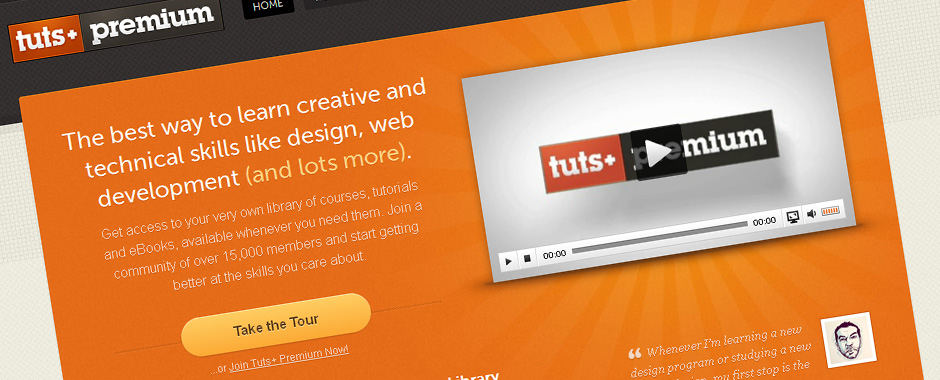 tuts+ premium
HOME
The best way to learn creative and
technical skills like design, web
development (and lots more).
Get access to your very own library of courses, tutorials
and eBooks, available whenever you need them. Join a
community of over 15,000 members and start getting
better at the skills you care about.
Take the Tour
...or Join Tuts+ Premium Now!
tuts+ premium
00:00
00:00
“ Whenever I'm learning a new
design program or studying a new
my first stop is the
Library